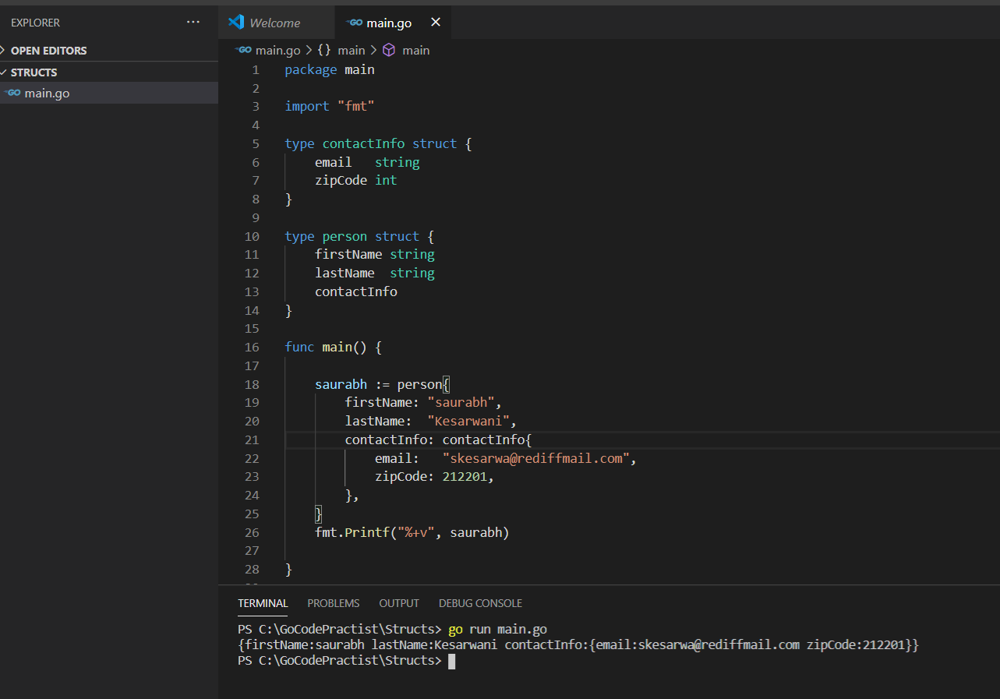 EXPLORER ...
OPEN EDITORS
STRUCTS
GO main.go
Welcome GO main.go ×
GO main.go > {} main > main
1 package main
2
3 import "fmt"
4
5 type contactInfo struct {
6     email   string
7     zipCode int
8 }
9
10 type person struct {
11     firstName string
12     lastName  string
13     contactInfo
14 }
15
16 func main() {
17
18     saurabh := person{
19         firstName: "saurabh",
20         lastName:  "Kesarwani",
21         contactInfo: contactInfo{
22             email:   "skesarwa@rediffmail.com",
23             zipCode: 212201,
24         },
25     }
26     fmt.Printf("%+v", saurabh)
27
28 }
TERMINAL PROBLEMS OUTPUT DEBUG CONSOLE
PS C:\GoCodePractist\Structs> go run main.go
{firstName:saurabh lastName:Kesarwani contactInfo:{email:skesarwa@rediffmail.com zipCode:212201}}
PS C:\GoCodePractist\Structs>